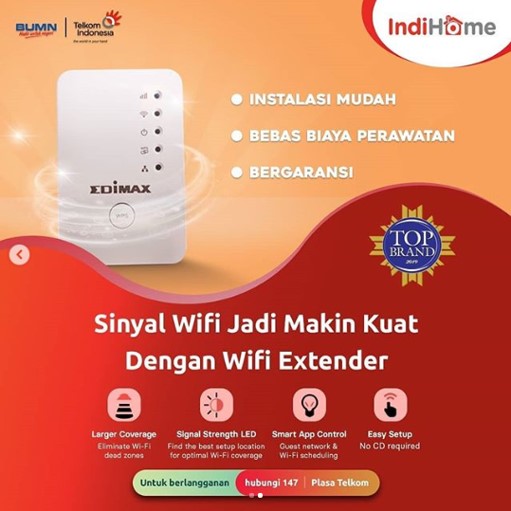 BUMN
Telkom
Indonesia
IndiHome
INSTALASI MUDAH
BEBAS BIAYA PERAWATAN
BERGARANSI
EDIMAX
TOP
BRAND
2019
Sinyal Wifi Jadi Makin Kuat
Dengan Wifi Extender
Larger Coverage
Eliminate Wi-Fi
dead zones
Signal Strength LED
Find the best setup location
for optimal Wi-Fi coverage
Smart App Control
Guest network &
Wi-Fi scheduling
Easy Setup
No CD required
Untuk berlangganan hubungi 147 | Plasa Telkom